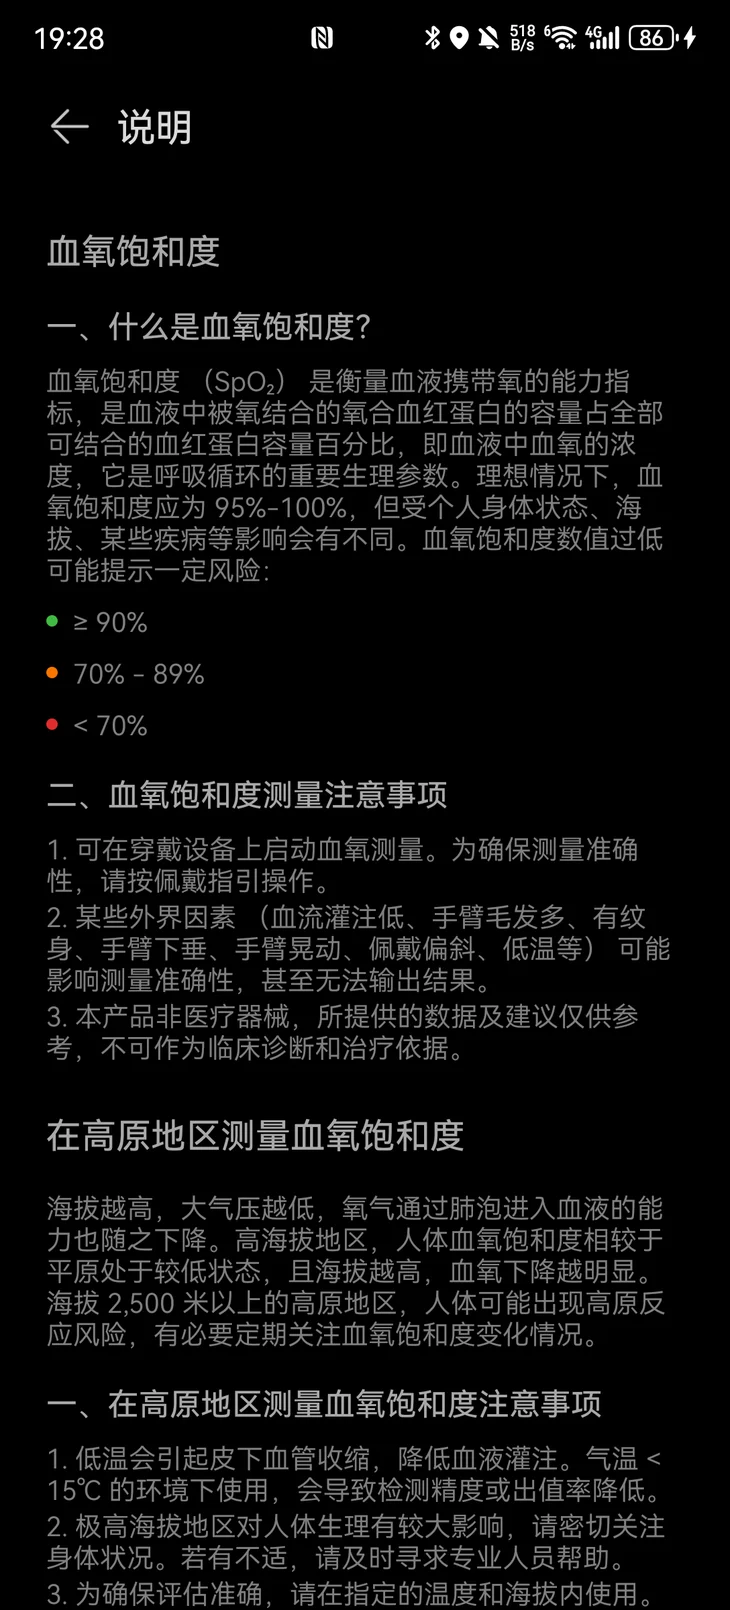 19:28
518
B/s
6
4G
86
说明
血氧饱和度
一、什么是血氧饱和度？
血氧饱和度 （SpO₂） 是衡量血液携带氧的能力指
标，是血液中被氧结合的氧合血红蛋白的容量占全部
可结合的血红蛋白容量百分比，即血液中血氧的浓
度，它是呼吸循环的重要生理参数。理想情况下，血
氧饱和度应为 95%-100%，但受个人身体状态、海
拔、某些疾病等影响会有不同。血氧饱和度数值过低
可能提示一定风险：
≥ 90%
70% - 89%
< 70%
二、血氧饱和度测量注意事项
1. 可在穿戴设备上启动血氧测量。为确保测量准确
性，请按佩戴指引操作。
2. 某些外界因素 （血流灌注低、手臂毛发多、有纹
身、手臂下垂、手臂晃动、佩戴偏斜、低温等） 可能
影响测量准确性，甚至无法输出结果。
3. 本产品非医疗器械，所提供的数据及建议仅供参
考，不可作为临床诊断和治疗依据。
在高原地区测量血氧饱和度
海拔越高，大气压越低，氧气通过肺泡进入血液的能
力也随之下降。高海拔地区，人体血氧饱和度相较于
平原处于较低状态，且海拔越高，血氧下降越明显。
海拔 2,500 米以上的高原地区，人体可能出现高原反
应风险，有必要定期关注血氧饱和度变化情况。
一、在高原地区测量血氧饱和度注意事项
1. 低温会引起皮下血管收缩，降低血液灌注。气温 <
15℃ 的环境下使用，会导致检测精度或出值率降低。
2. 极高海拔地区对人体生理有较大影响，请密切关注
身体状况。若有不适，请及时寻求专业人员帮助。
3. 为确保评估准确，请在指定的温度和海拔内使用。